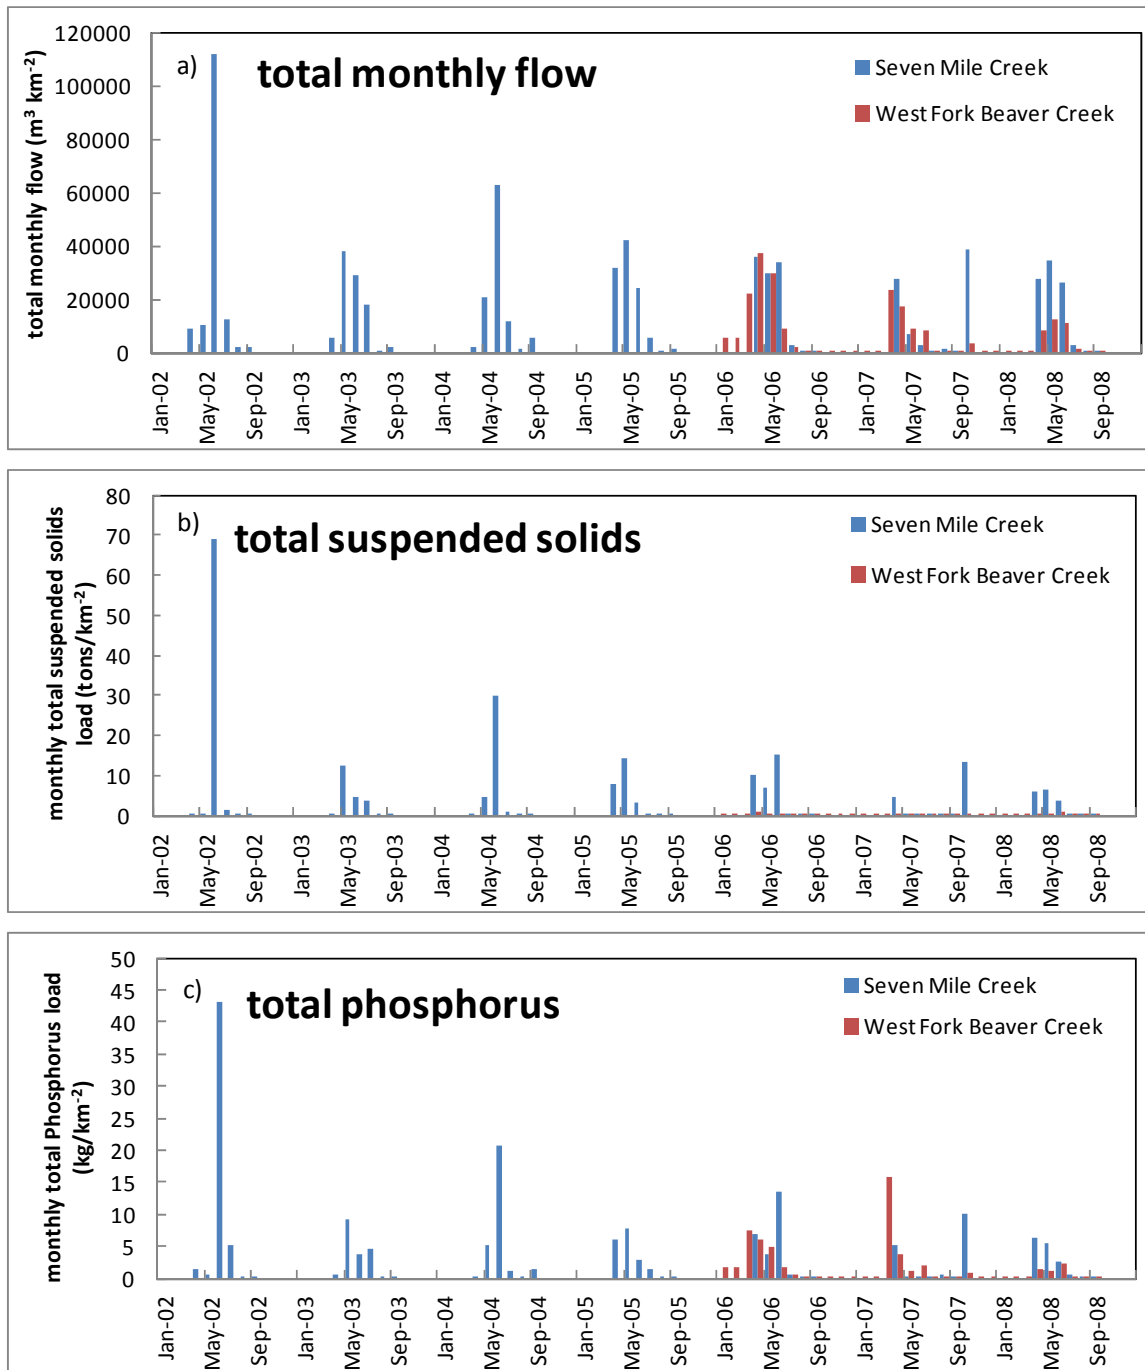 a)
total monthly flow
Seven Mile Creek
West Fork Beaver Creek
total monthly flow (m³ km⁻²)
120000
100000
80000
60000
40000
20000
0
Jan-02
May-02
Sep-02
Jan-03
May-03
Sep-03
Jan-04
May-04
Sep-04
Jan-05
May-05
Sep-05
Jan-06
May-06
Sep-06
Jan-07
May-07
Sep-07
Jan-08
May-08
Sep-08
b)
total suspended solids
Seven Mile Creek
West Fork Beaver Creek
monthly total suspended solids
load (tons/km⁻²)
80
70
60
50
40
30
20
10
0
Jan-02
May-02
Sep-02
Jan-03
May-03
Sep-03
Jan-04
May-04
Sep-04
Jan-05
May-05
Sep-05
Jan-06
May-06
Sep-06
Jan-07
May-07
Sep-07
Jan-08
May-08
Sep-08
c)
total phosphorus
Seven Mile Creek
West Fork Beaver Creek
monthly total Phosphorus load
(kg/km⁻²)
50
45
40
35
30
25
20
15
10
5
0
Jan-02
May-02
Sep-02
Jan-03
May-03
Sep-03
Jan-04
May-04
Sep-04
Jan-05
May-05
Sep-05
Jan-06
May-06
Sep-06
Jan-07
May-07
Sep-07
Jan-08
May-08
Sep-08